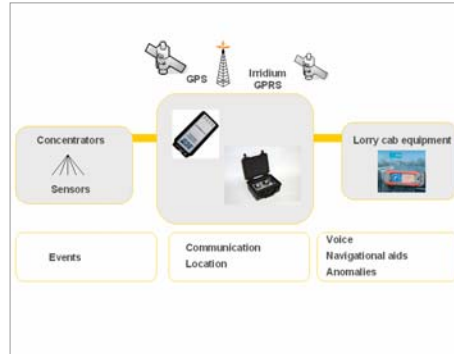 GPS
Irridium
GPRS
Concentrators
Sensors
Lorry cab equipment
Events
Communication
Location
Voice
Navigational aids
Anomalies